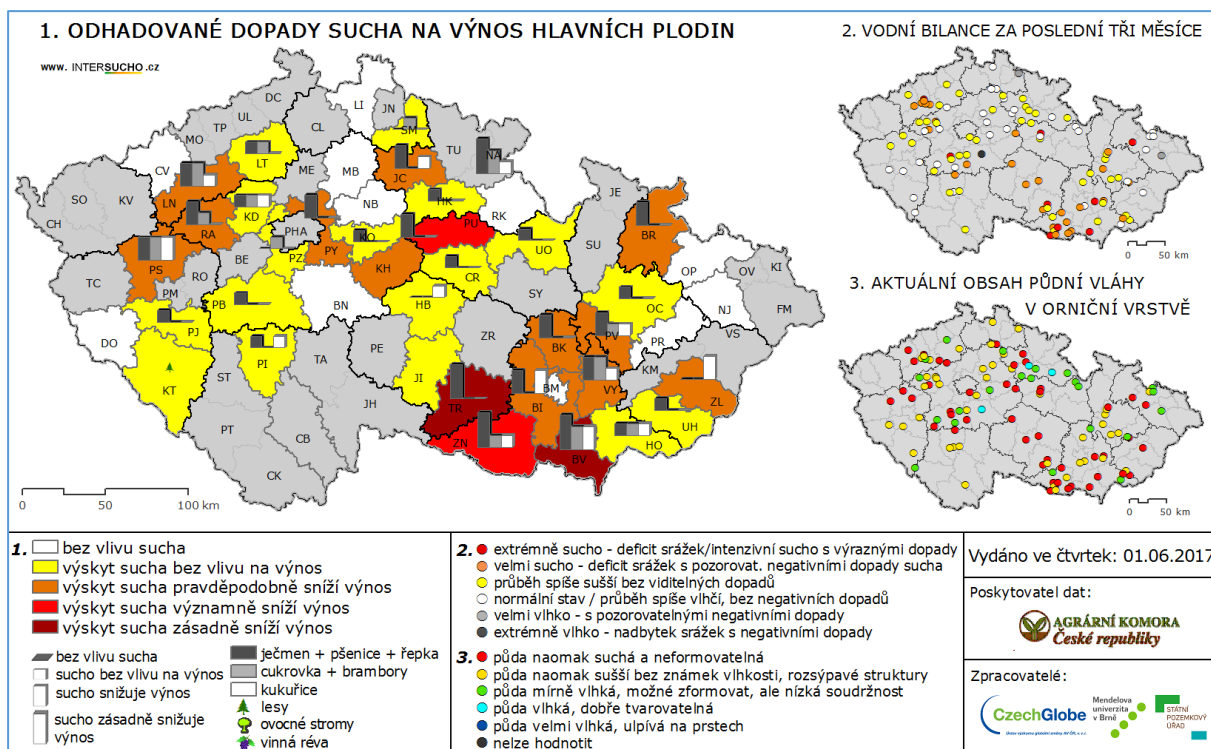 1. ODHADOVANÉ DOPADY SUCHA NA VÝNOS HLAVNÍCH PLODIN
www. INTERSUCHO.cz
DC
LI
JN
UL
TP
CL
MO
SM
LT
TU
NA
CV
MB
JC
ME
JE
KV
SO
LN
NB
HK
RK
KD
RA
CH
PHA
PU
BR
KO
SU
PY
UO
BE
PZ
PS
RO
KH
CR
OP
OV
KI
TC
PM
SY
PB
BN
HB
OC
NJ
FM
PJ
DO
ZR
BK
PV
VS
PR
PI
PE
TA
ST
JI
KM
KT
BM
VY
ZL
TR
BI
JH
PT
UH
CB
ZN
HO
BV
CK
0 50 100 km
2. VODNÍ BILANCE ZA POSLEDNÍ TŘI MĚSÍCE
0 50 km
3. AKTUÁLNÍ OBSAH PŮDNÍ VLÁHY
V ORNIČNÍ VRSTVĚ
0 50 km
1.
bez vlivu sucha
výskyt sucha bez vlivu na výnos
výskyt sucha pravděpodobně sníží výnos
výskyt sucha významně sníží výnos
výskyt sucha zásadně sníží výnos
bez vlivu sucha
sucho bez vlivu na výnos
sucho snižuje výnos
sucho zásadně snižuje
výnos
ječmen + pšenice + řepka
cukrovka + brambory
kukuřice
lesy
ovocné stromy
vinná réva
2.
extrémně sucho - deficit srážek/intenzivní sucho s výraznými dopady
velmi sucho - deficit srážek s pozorovat. negativními dopady sucha
průběh spíše sušší bez viditelných dopadů
normální stav / průběh spíše vlhčí, bez negativních dopadů
velmi vlhko - s pozorovatelnými negativními dopady
extrémně vlhko - nadbytek srážek s negativními dopady
3.
půda naomak suchá a neformovatelná
půda naomak sušší bez známek vlhkosti, rozsýpavé struktury
půda mírně vlhká, možné zformovat, ale nízká soudržnost
půda vlhká, dobře tvarovatelná
půda velmi vlhká, ulpívá na prstech
nelze hodnotit
Vydáno ve čtvrtek: 01.06.2017
Poskytovatel dat:
AGRÁRNÍ KOMORA
České republiky
Zpracovatelé:
CzechGlobe
Mendelova
univerzita
v Brně
STÁTNÍ
POZEMKOVÝ
ÚŘAD